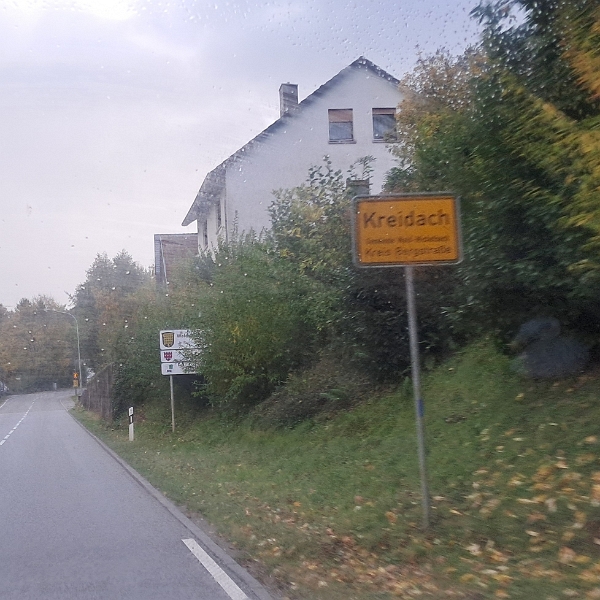 Kreidach
Gemeinde Wald-Michelbach
Kreis Bergstraße